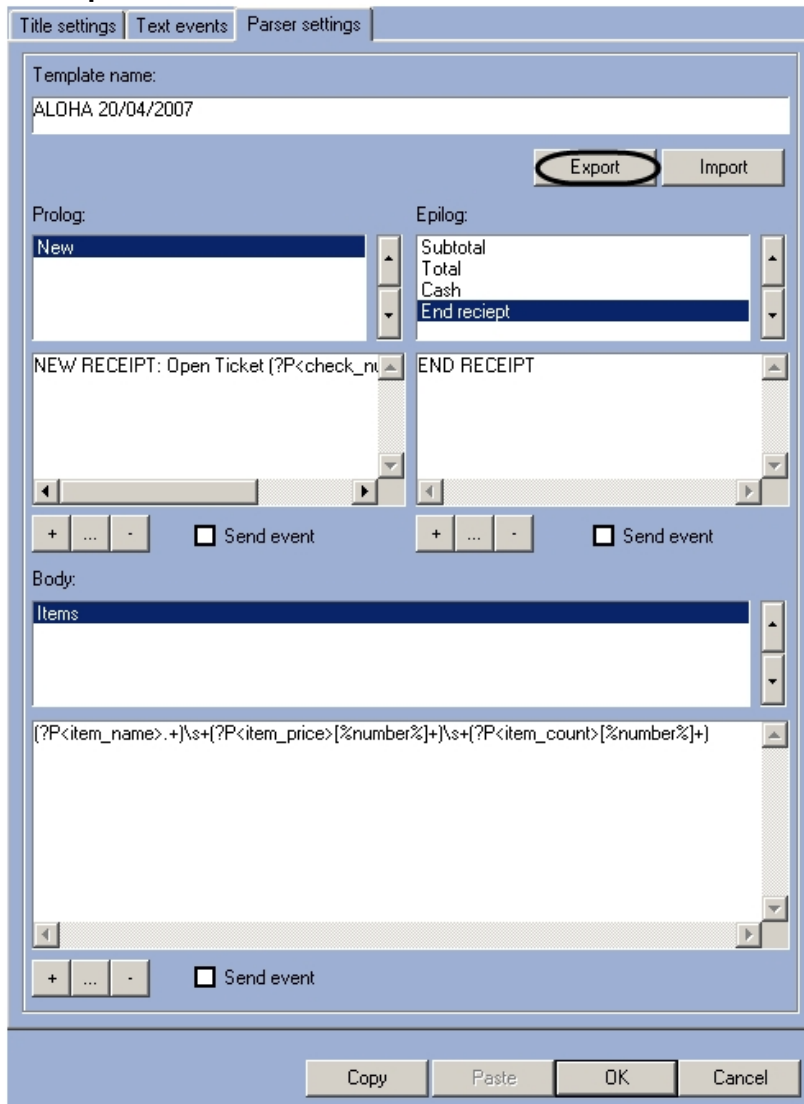 Title settings Text events Parser settings
Template name:
ALOHA 20/04/2007
Export Import
Prolog: Epilog:
New
Subtotal
Total
Cash
End reciept
NEW RECEIPT: Open Ticket (?P<check_nu
END RECEIPT
+ ... - Send event + ... - Send event
Body:
Items
(?P<item_name>.+)\s+(?P<item_price>[%number%]+)\s+(?P<item_count>[%number%]+)
+ ... - Send event
Copy Paste OK Cancel